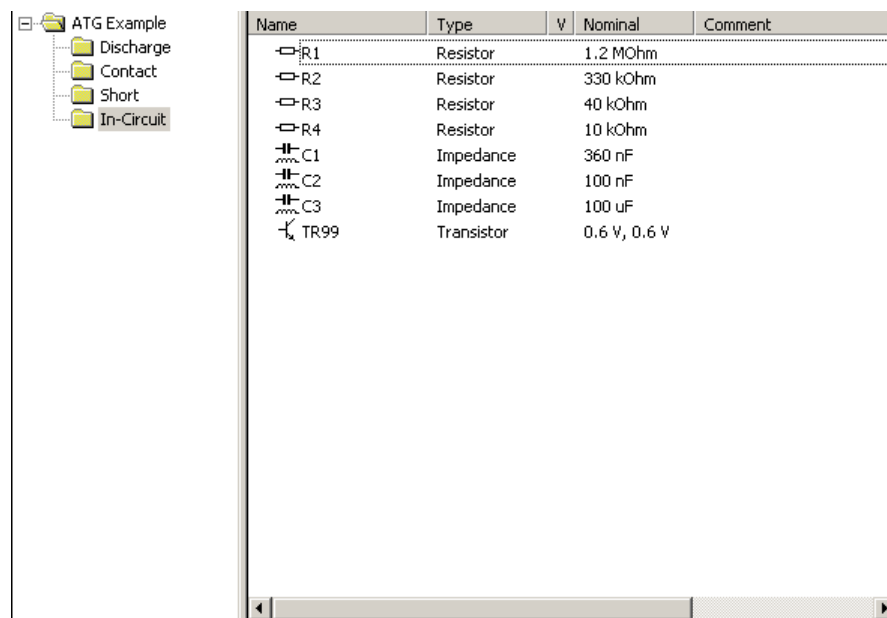 ATG Example
Discharge
Contact
Short
In-Circuit
Name Type V Nominal Comment
R1 Resistor 1.2 MOhm
R2 Resistor 330 kOhm
R3 Resistor 40 kOhm
R4 Resistor 10 kOhm
C1 Impedance 360 nF
C2 Impedance 100 nF
C3 Impedance 100 uF
TR99 Transistor 0.6 V, 0.6 V